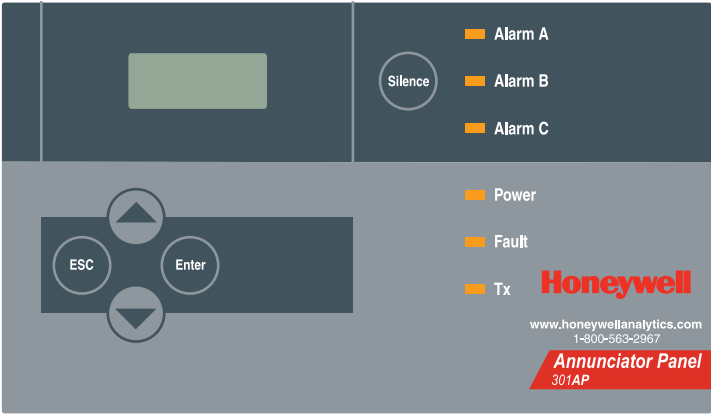 Alarm A
Silence
Alarm B
Alarm C
Power
Fault
ESC
Enter
Tx
Honeywell
www.honeywellanalytics.com
1-800-563-2967
Annunciator Panel
301AP